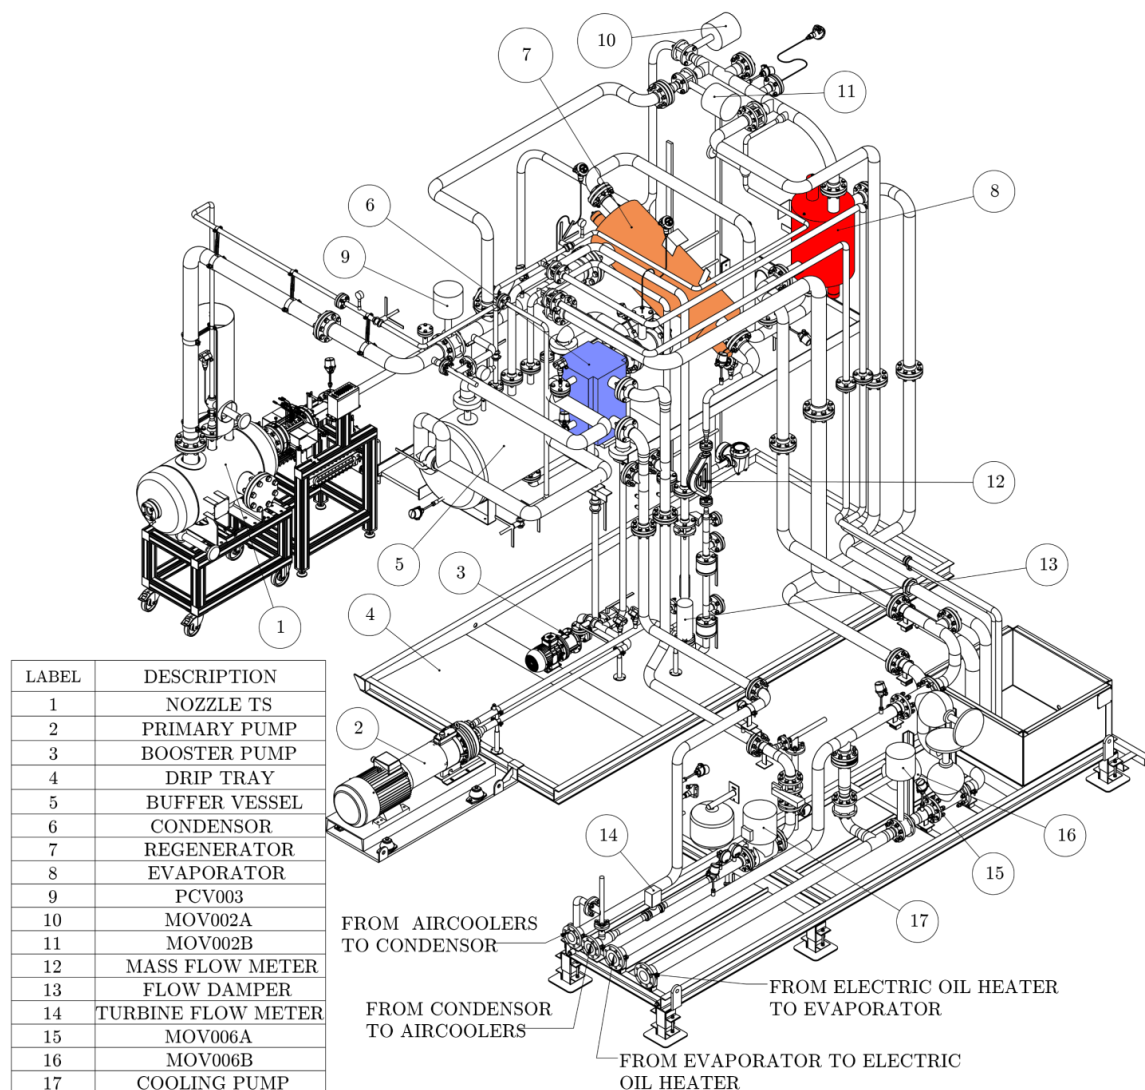 10
7
11
6
8
9
12
5
3
13
4
1
2
14
16
15
17
LABEL DESCRIPTION
1 NOZZLE TS
2 PRIMARY PUMP
3 BOOSTER PUMP
4 DRIP TRAY
5 BUFFER VESSEL
6 CONDENSOR
7 REGENERATOR
8 EVAPORATOR
9 PCV003
10 MOV002A
11 MOV002B
12 MASS FLOW METER
13 FLOW DAMPER
14 TURBINE FLOW METER
15 MOV006A
16 MOV006B
17 COOLING PUMP
FROM AIRCOOLERS
TO CONDENSOR
FROM CONDENSOR
TO AIRCOOLERS
FROM ELECTRIC OIL HEATER
TO EVAPORATOR
FROM EVAPORATOR TO ELECTRIC
OIL HEATER